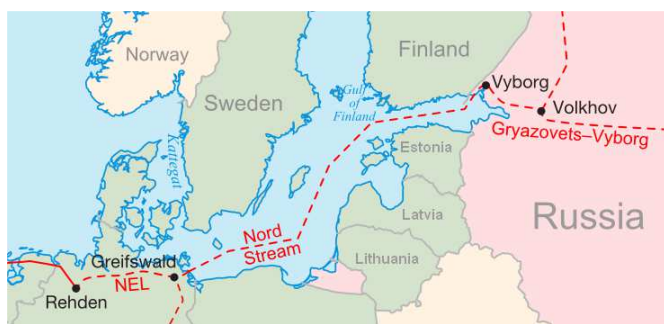 Norway
Finland
Sweden
Gulf
of
Finland
Vyborg
Volkhov
Gryazovets–Vyborg
Kattegat
Estonia
Latvia
Russia
Lithuania
Nord
Stream
Greifswald
NEL
Rehden